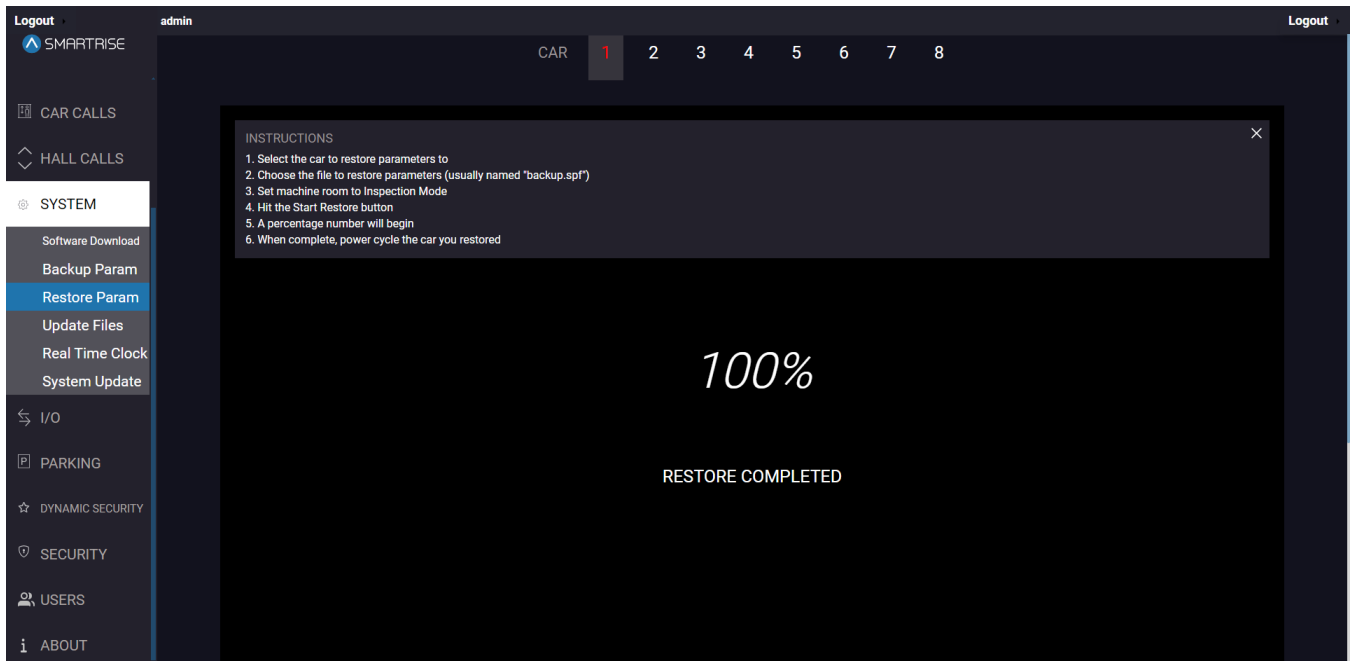 Logout admin Logout
SMARTRISE
CAR 1 2 3 4 5 6 7 8
CAR CALLS
HALL CALLS
SYSTEM
Software Download
Backup Param
Restore Param
Update Files
Real Time Clock
System Update
I/O
P PARKING
DYNAMIC SECURITY
SECURITY
USERS
i ABOUT
INSTRUCTIONS
1. Select the car to restore parameters to
2. Choose the file to restore parameters (usually named "backup.spf")
3. Set machine room to Inspection Mode
4. Hit the Start Restore button
5. A percentage number will begin
6. When complete, power cycle the car you restored
100%
RESTORE COMPLETED